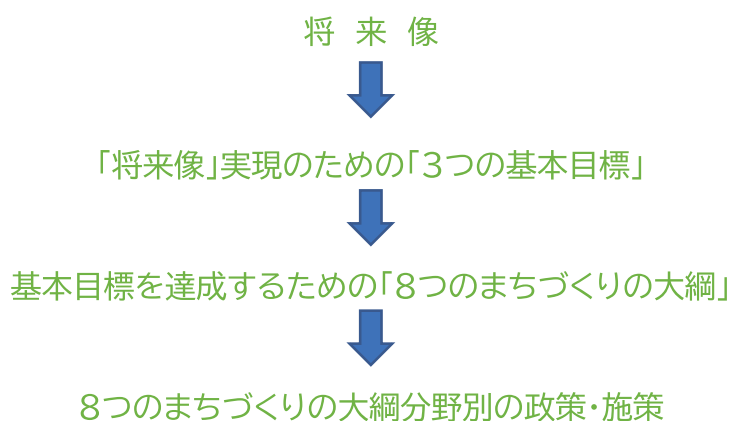 将　来　像
「将来像」実現のための「３つの基本目標」
基本目標を達成するための「８つのまちづくりの大綱」
８つのまちづくりの大綱分野別の政策・施策